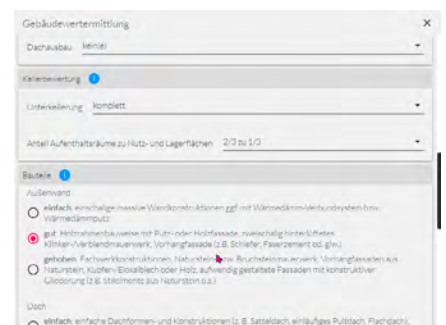 Gebäudewertermittlung
Dachausbau kein(e)
Kellerbewertung
Unterkellerung komplett
Anteil Aufenthaltsräume zu Nutz- und Lagerflächen 2/3 zu 1/3
Bauteile
Außenwand
einfach: einschalige massive Wandkonstruktionen ggf. mit Wärmedämm-Verbundsystem bzw.
Wärmedämmputz
gut: Holzrahmenbauweise mit Putz- oder Holzfassade, zweischalig hinterlüftetes
Klinker-/Verblendmauerwerk, Vorhangfassade (z.B. Schiefer, Faserzement od. glw.)
gehoben: Fachwerkkonstruktionen, Naturstein- bzw. Bruchsteinmauerwerk, Vorhangfassaden aus
Naturstein, Kupfer-/Eloxalblech oder Holz, aufwendig gestaltete Fassaden mit konstruktiver
Gliederung (z.B. Stilelemente aus Naturstein o.ä.)
Dach
einfach: einfache Dachformen- und Konstruktionen (z. B. Satteldach, einläufiges Pultdach, Flachdach),